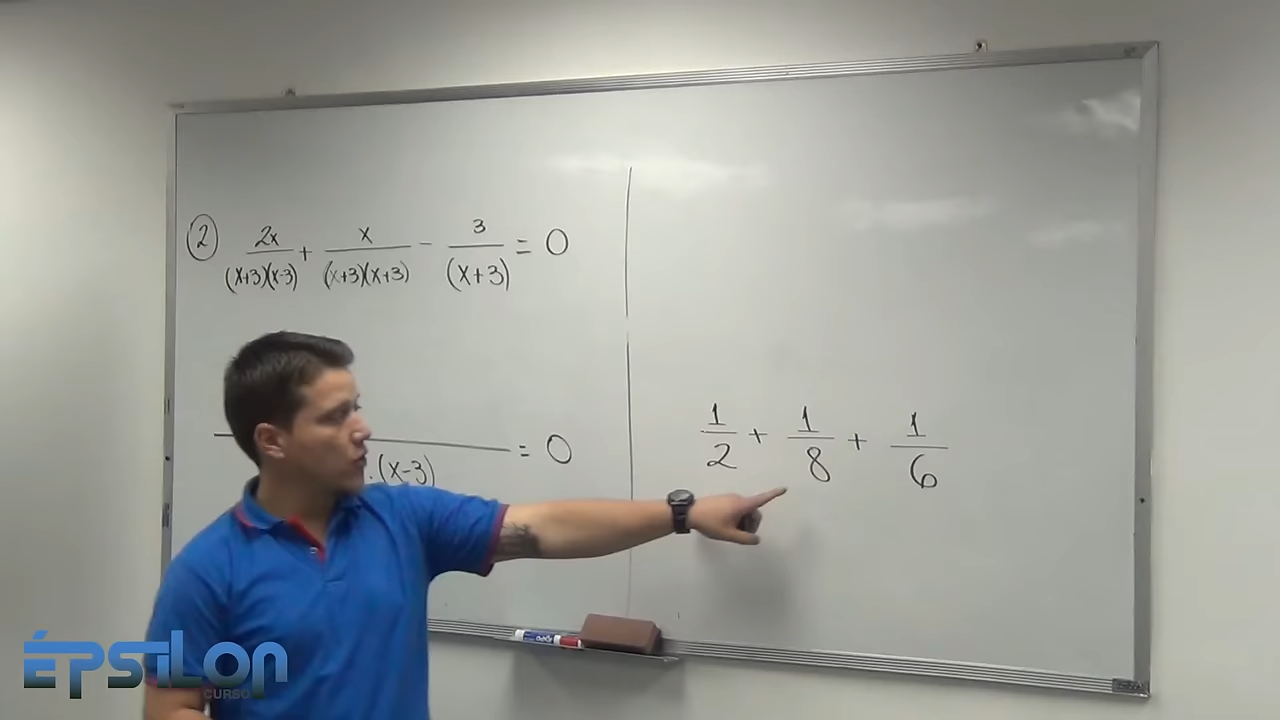 2 2x/(x+3)(x-3) + x/(x+3)(x+3) - 3/(x+3) = 0
.(x-3) = 0
1/2 + 1/8 + 1/6
ÉPSILON
CURSO